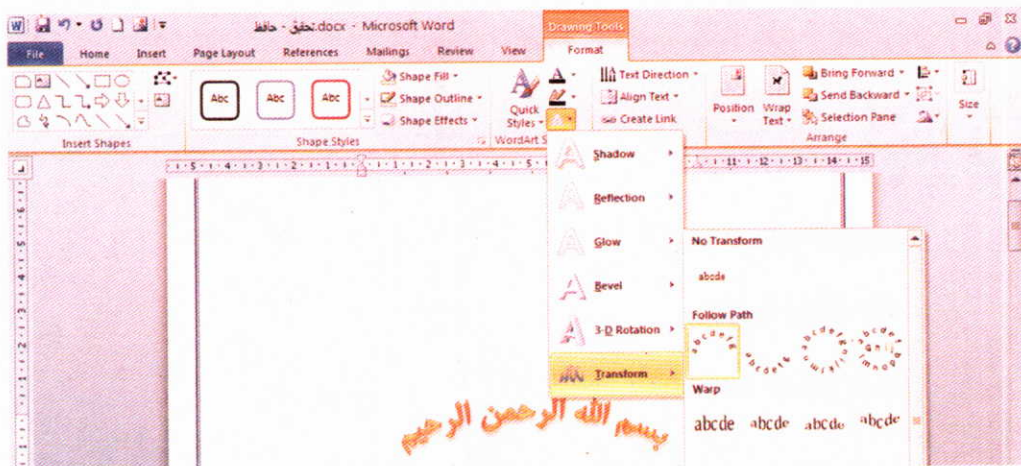 تحقق - حافظ.docx - Microsoft Word
Drawing Tools
File Home Insert Page Layout References Mailings Review View Format
Abc Abc Abc
Shape Fill
Shape Outline
Shape Effects
Quick Styles
Text Direction
Align Text
Create Link
Position
Wrap Text
Bring Forward
Send Backward
Selection Pane
Size
Insert Shapes
Shape Styles
WordArt S
Arrange
Shadow
Reflection
Glow
Bevel
3-D Rotation
Transform
No Transform
abcde
Follow Path
Warp
abcde abcde abcde abcde
بسم الله الرحمن الرحيم